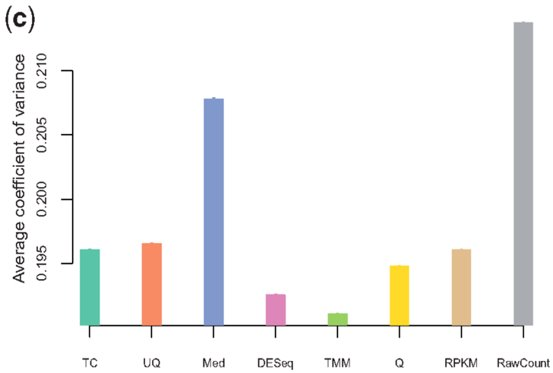 (c)
Average coefficient of variance
0.210
0.205
0.200
0.195
TC UQ Med DESeq TMM Q RPKM RawCount